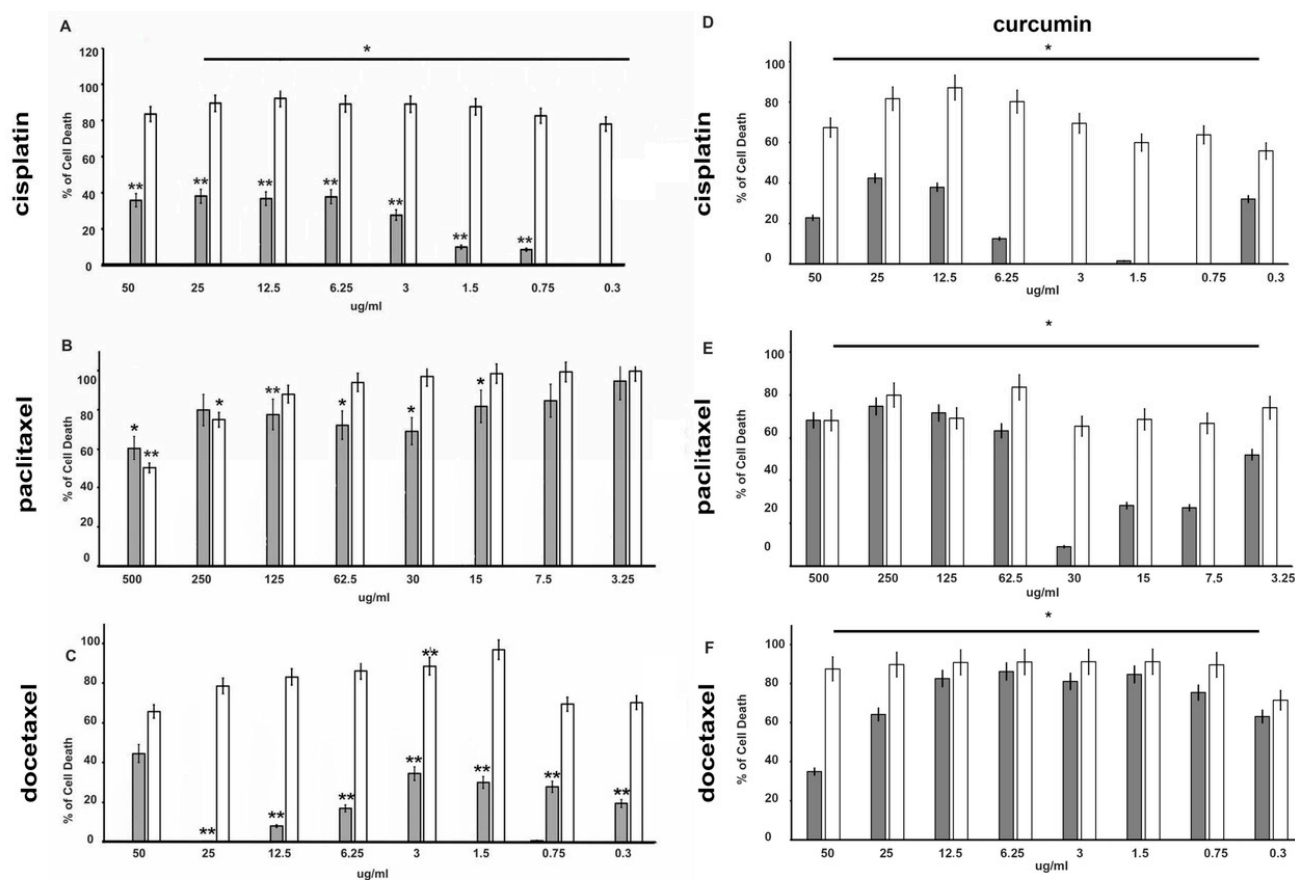 curcumin
cisplatin
A
% of Cell Death
120
100
80
60
40
20
0
*
** ** ** ** ** ** **
50 25 12.5 6.25 3 1.5 0.75 0.3
ug/ml
paclitaxel
B
% of Cell Death
100
80
60
40
20
0
* ** * ** * * *
500 250 125 62.5 30 15 7.5 3.25
ug/ml
docetaxel
C
% of Cell Death
100
80
60
40
20
0
** ** ** ** ** ** ** **
50 25 12.5 6.25 3 1.5 0.75 0.3
ug/ml
cisplatin
D
% of Cell Death
100
80
60
40
20
0
*
50 25 12.5 6.25 3 1.5 0.75 0.3
ug/ml
paclitaxel
E
% of Cell Death
100
80
60
40
20
0
*
500 250 125 62.5 30 15 7.5 3.25
ug/ml
docetaxel
F
% of Cell Death
100
80
60
40
20
0
*
50 25 12.5 6.25 3 1.5 0.75 0.3
ug/ml